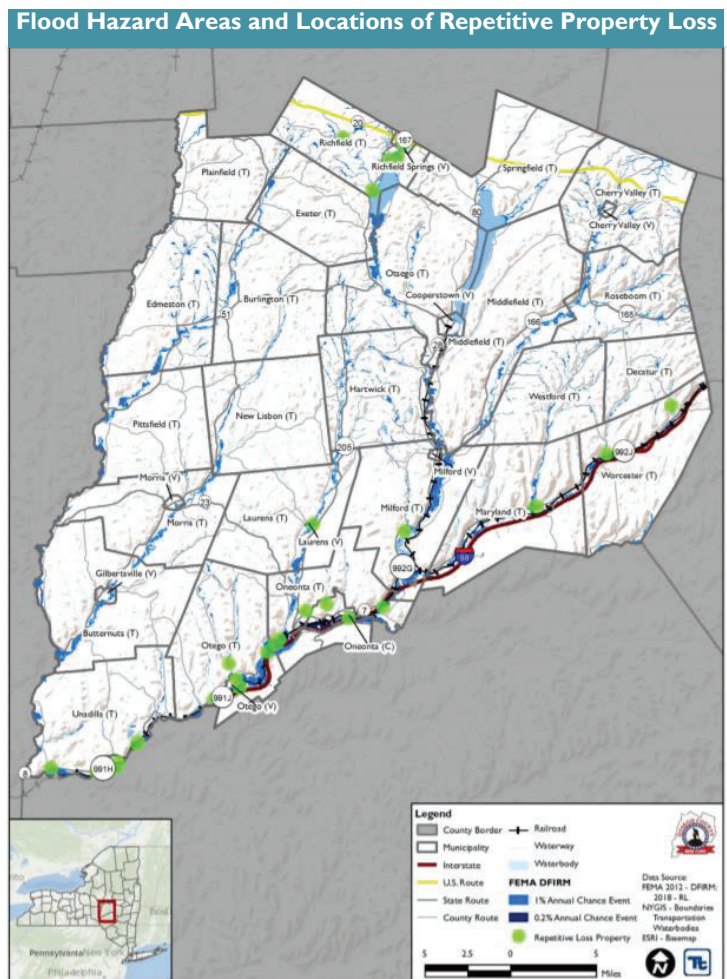 Flood Hazard Areas and Locations of Repetitive Property Loss
20
167
Richfield (T)
Richfield Springs (V)
Plainfield (T)
Springfield (T)
Cherry Valley (T)
Exeter (T)
80
Cherry Valley (V)
Otsego (T)
Cooperstown (V)
Edmeston (T)
Burlington (T)
Middlefield (T)
Roseboom (T)
51
166
165
28
Middlefield (T)
Hartwick (T)
Decatur (T)
Westford (T)
Pittsfield (T)
New Lisbon (T)
205
992J
Milford (V)
Worcester (T)
Morris (V)
23
Milford (T)
Maryland (T)
Morris (T)
Laurens (T)
Laurens (V)
88
992G
Gilbertsville (V)
Oneonta (T)
7
Butternuts (T)
Otego (T)
Oneonta (C)
991J
Otego (V)
Unadilla (T)
8
991H
Legend
County Border
Municipality
Interstate
U.S. Route
State Route
County Route
Railroad
Waterway
Waterbody
FEMA DFIRM
1% Annual Chance Event
0.2% Annual Chance Event
Repetitive Loss Property
Data Source:
FEMA 2012 - DFIRM;
2018 - RL
NYGIS - Boundaries
Transportation
Waterbodies
ESRI - Basemap
5 2.5 0 5
Miles
Tt
Pennsylvania
New York
Philadelphia